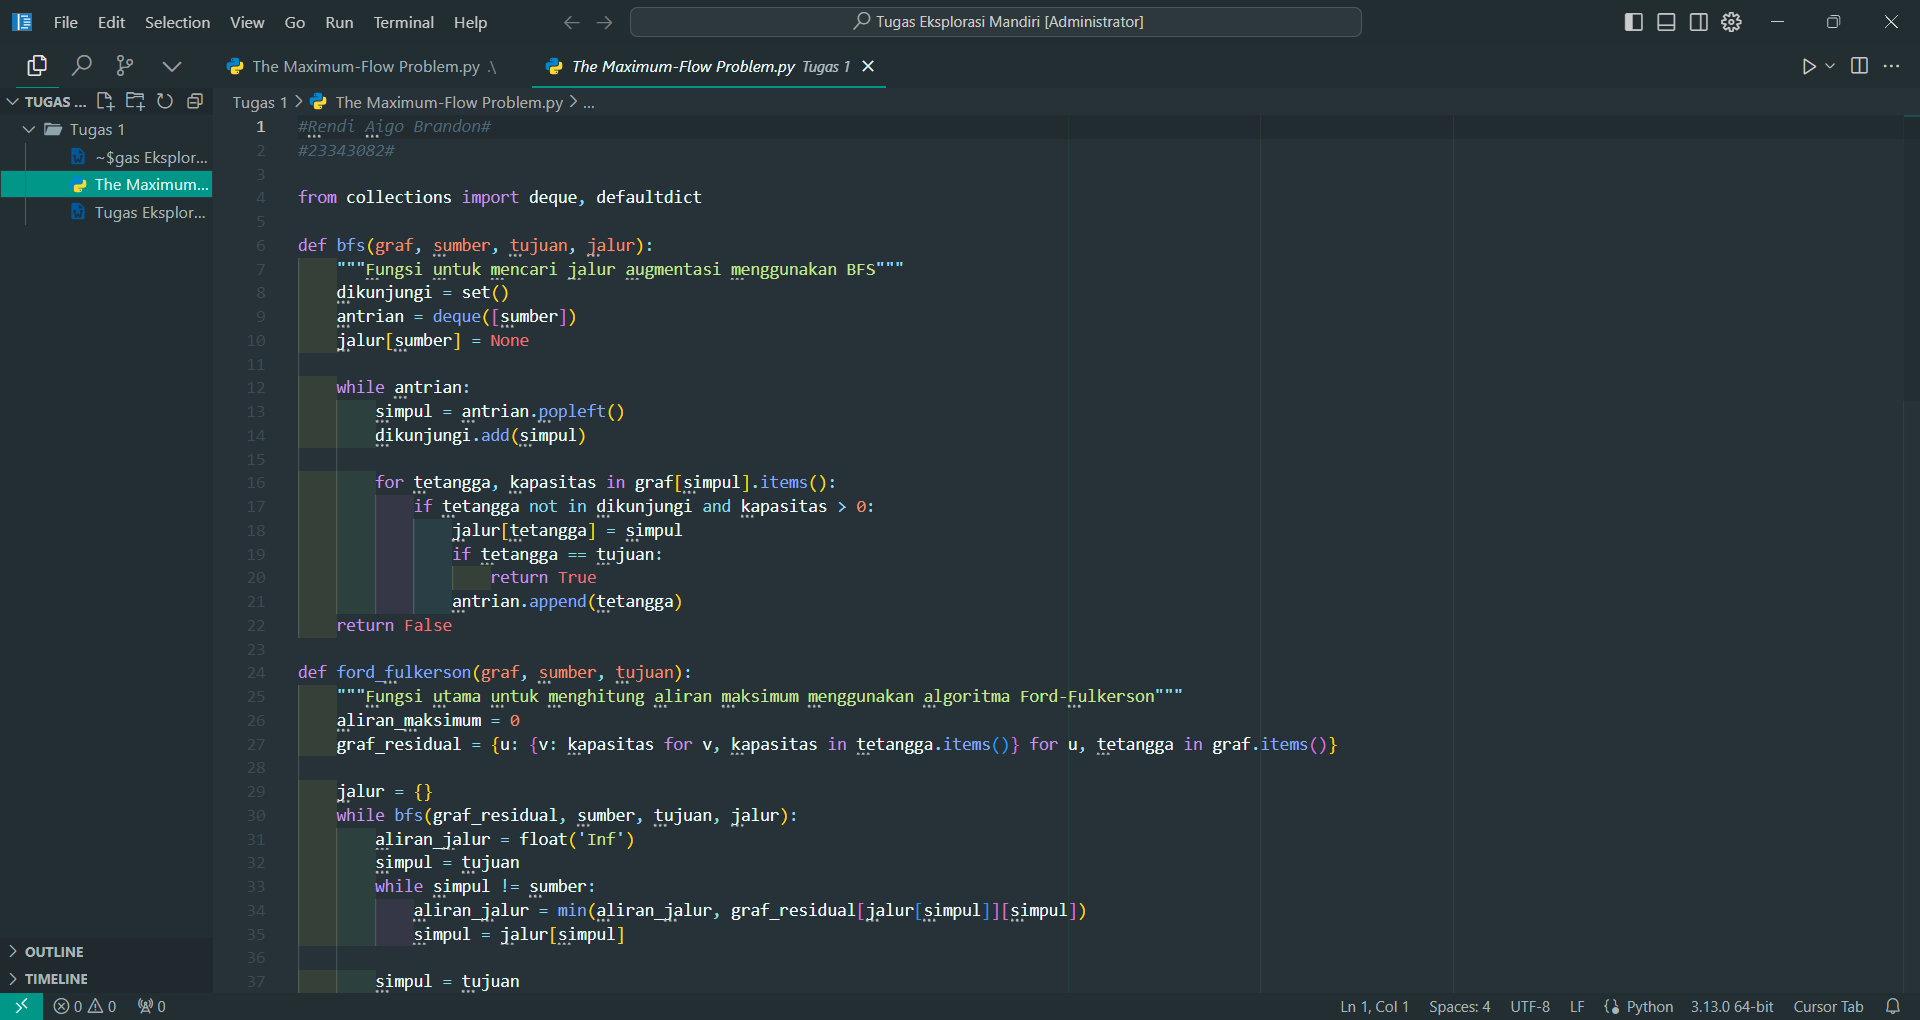 File Edit Selection View Go Run Terminal Help
Tugas Eksplorasi Mandiri [Administrator]
The Maximum-Flow Problem.py .\
The Maximum-Flow Problem.py Tugas 1
TUGAS ...
Tugas 1
~$gas Eksplor...
The Maximum...
Tugas Eksplor...
Tugas 1 > The Maximum-Flow Problem.py > ...
1 #Rendi Aigo Brandon#
2 #23343082#
3
4 from collections import deque, defaultdict
5
6 def bfs(graf, sumber, tujuan, jalur):
7     """Fungsi untuk mencari jalur augmentasi menggunakan BFS"""
8     dikunjungi = set()
9     antrian = deque([sumber])
10     jalur[sumber] = None
11
12     while antrian:
13         simpul = antrian.popleft()
14         dikunjungi.add(simpul)
15
16         for tetangga, kapasitas in graf[simpul].items():
17             if tetangga not in dikunjungi and kapasitas > 0:
18                 jalur[tetangga] = simpul
19                 if tetangga == tujuan:
20                     return True
21                 antrian.append(tetangga)
22     return False
23
24 def ford_fulkerson(graf, sumber, tujuan):
25     """Fungsi utama untuk menghitung aliran maksimum menggunakan algoritma Ford-Fulkerson"""
26     aliran_maksimum = 0
27     graf_residual = {u: {v: kapasitas for v, kapasitas in tetangga.items()} for u, tetangga in graf.items()}
28
29     jalur = {}
30     while bfs(graf_residual, sumber, tujuan, jalur):
31         aliran_jalur = float('Inf')
32         simpul = tujuan
33         while simpul != sumber:
34             aliran_jalur = min(aliran_jalur, graf_residual[jalur[simpul]][simpul])
35             simpul = jalur[simpul]
36
37         simpul = tujuan
OUTLINE
TIMELINE
0 0 0
Ln 1, Col 1 Spaces: 4 UTF-8 LF Python 3.13.0 64-bit Cursor Tab